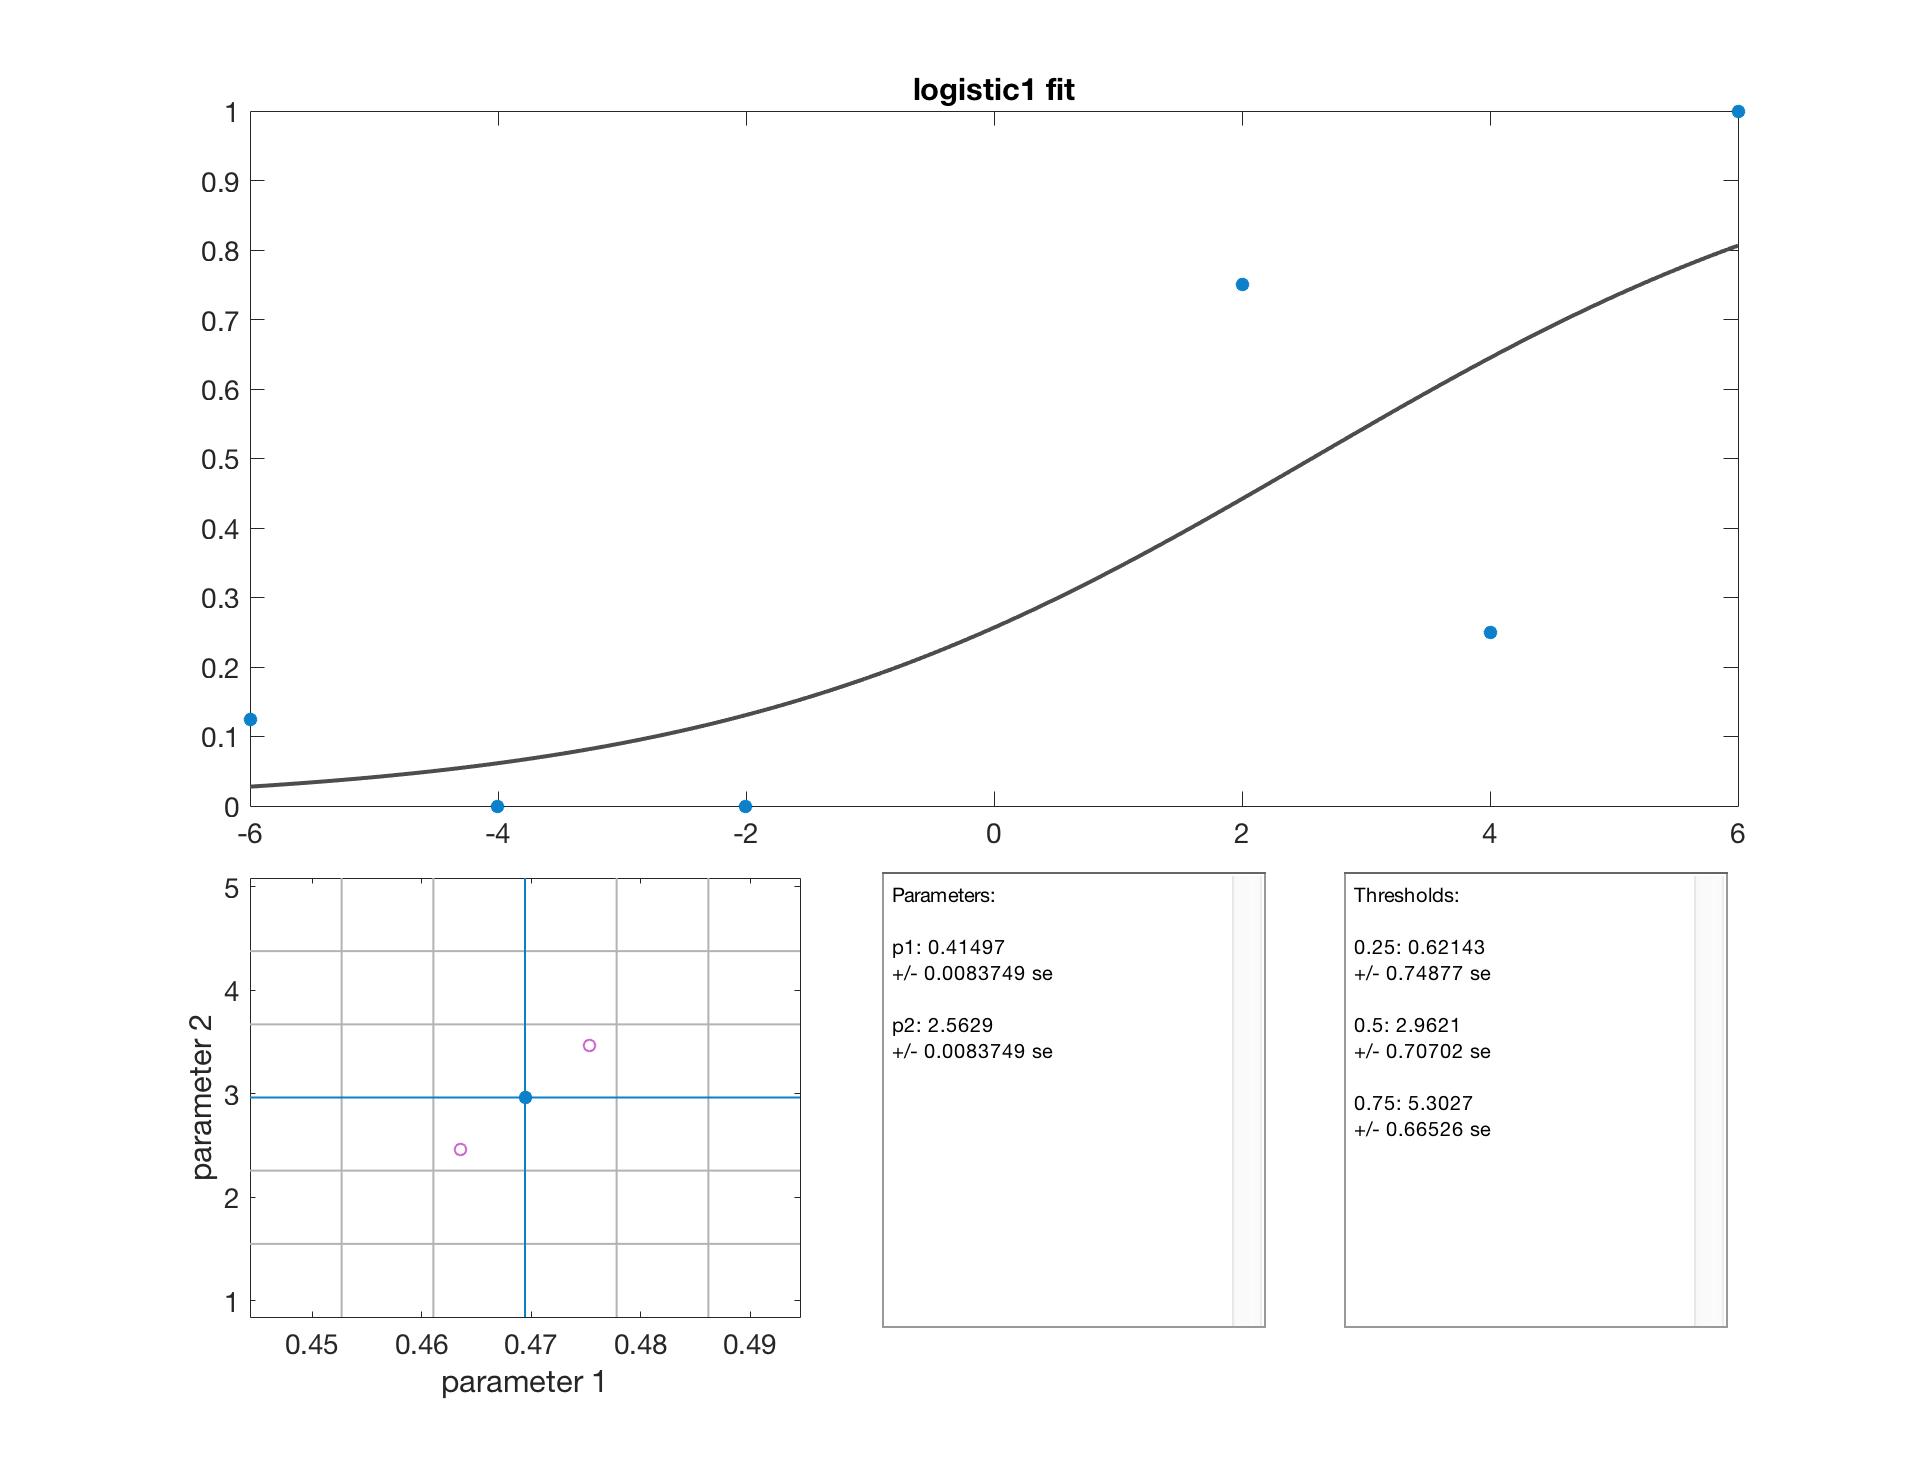 logistic1 fit
1
0.9
0.8
0.7
0.6
0.5
0.4
0.3
0.2
0.1
0
-6
-4
-2
0
2
4
6
5
4
3
2
1
parameter 2
0.45
0.46
0.47
0.48
0.49
parameter 1
Parameters:
p1: 0.41497
+/- 0.0083749 se
p2: 2.5629
+/- 0.0083749 se
Thresholds:
0.25: 0.62143
+/- 0.74877 se
0.5: 2.9621
+/- 0.70702 se
0.75: 5.3027
+/- 0.66526 se